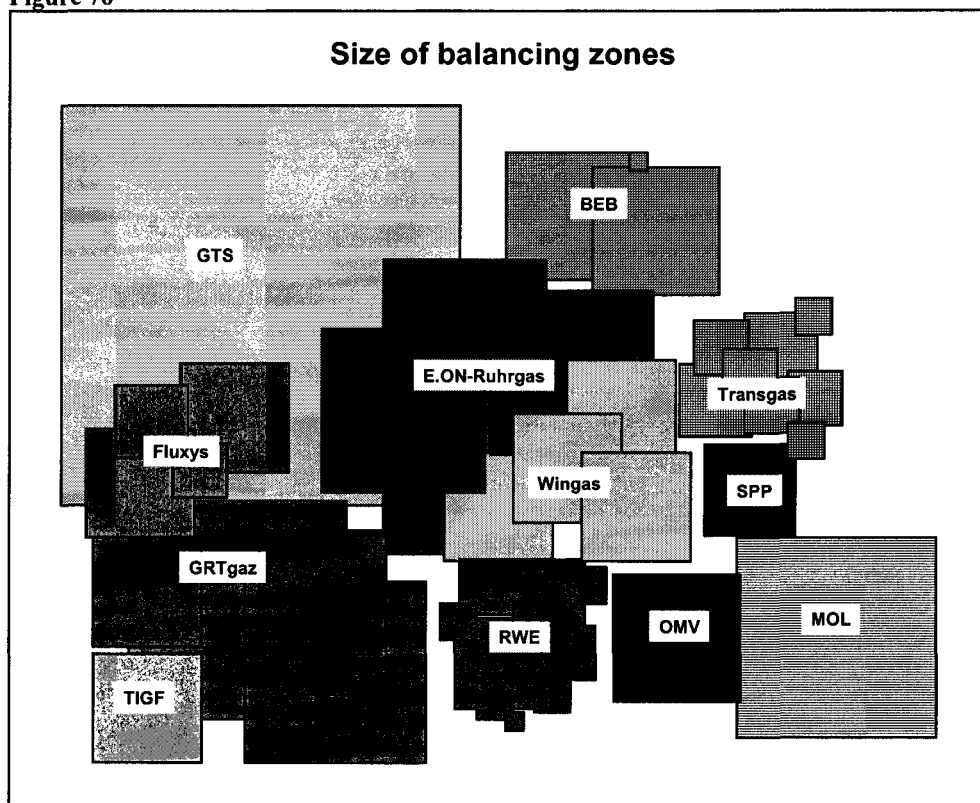 Figure 76
Size of balancing zones
GTS
BEB
E.ON-Ruhrgas
Transgas
Fluxys
Wingas
SPP
GRTgaz
RWE
OMV
MOL
TIGF